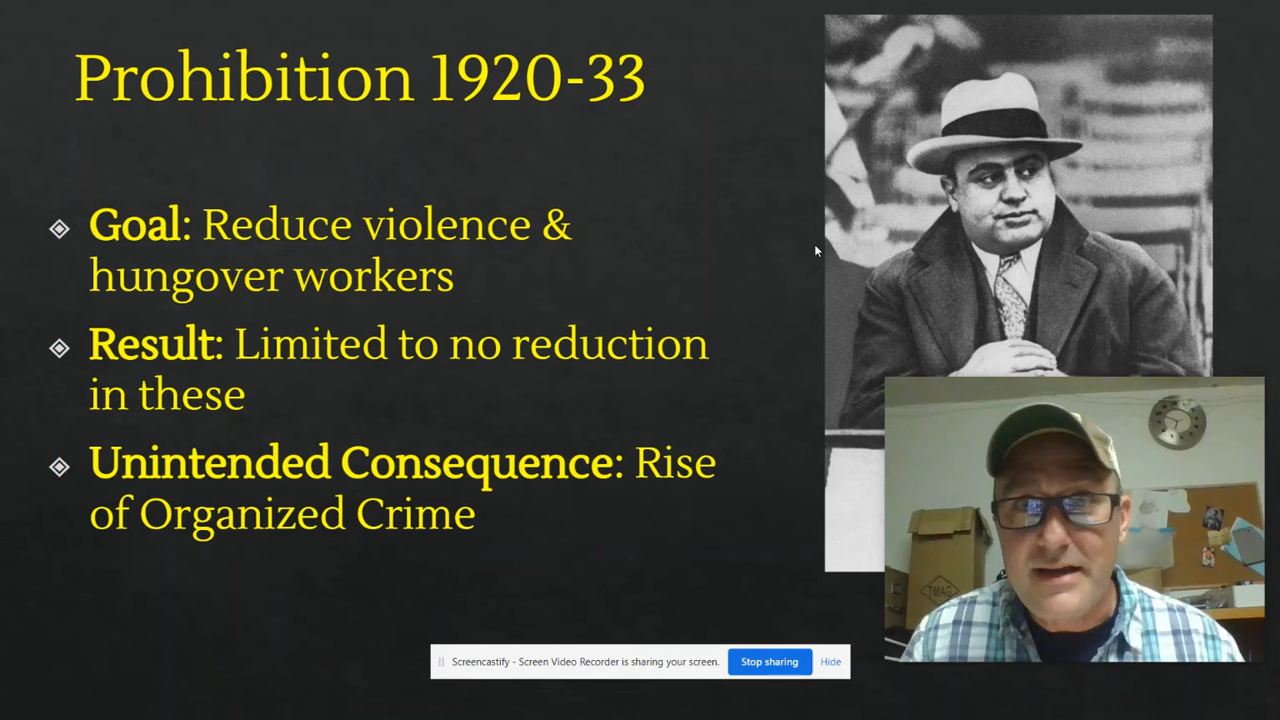 Prohibition 1920-33
Goal: Reduce violence &
hungover workers
Result: Limited to no reduction
in these
Unintended Consequence: Rise
of Organized Crime
TMAG
Screencastify - Screen Video Recorder is sharing your screen.
Stop sharing
Hide